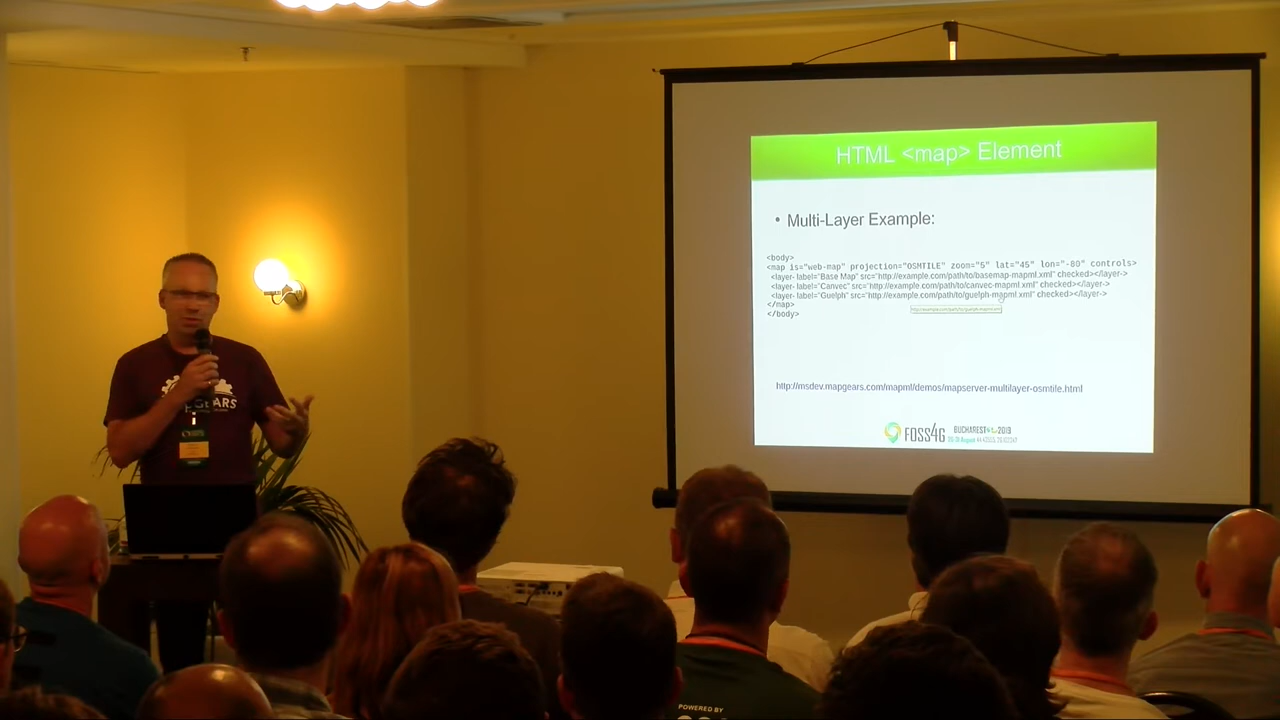 HTML <map> Element
• Multi-Layer Example:
<body>
<map is="web-map" projection="OSMTILE" zoom="5" lat="45" lon="-80" controls>
<layer- label="Base Map" src="http://example.com/path/to/basemap-mapml.xml" checked></layer->
<layer- label="Canvec" src="http://example.com/path/to/canvec-mapml.xml" checked></layer->
<layer- label="Guelph" src="http://example.com/path/to/guelph-mapml.xml" checked></layer->
</map>
</body>
http://msdev.mapgears.com/mapml/demos/mapserver-multilayer-osmtile.html
FOSS4G
BUCHAREST 2019
GEARS
POWERED BY